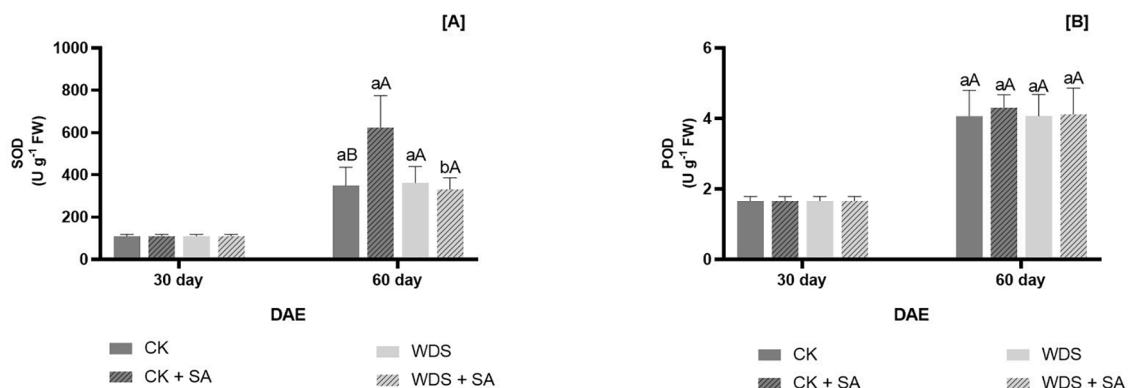 [A]
1000
800
600
400
200
0
SOD
(U g⁻¹ FW)
aB
aA
aA
bA
30 day
60 day
DAE
CK
CK + SA
WDS
WDS + SA
[B]
6
4
2
0
POD
(U g⁻¹ FW)
aA
aA
aA
aA
30 day
60 day
DAE
CK
CK + SA
WDS
WDS + SA